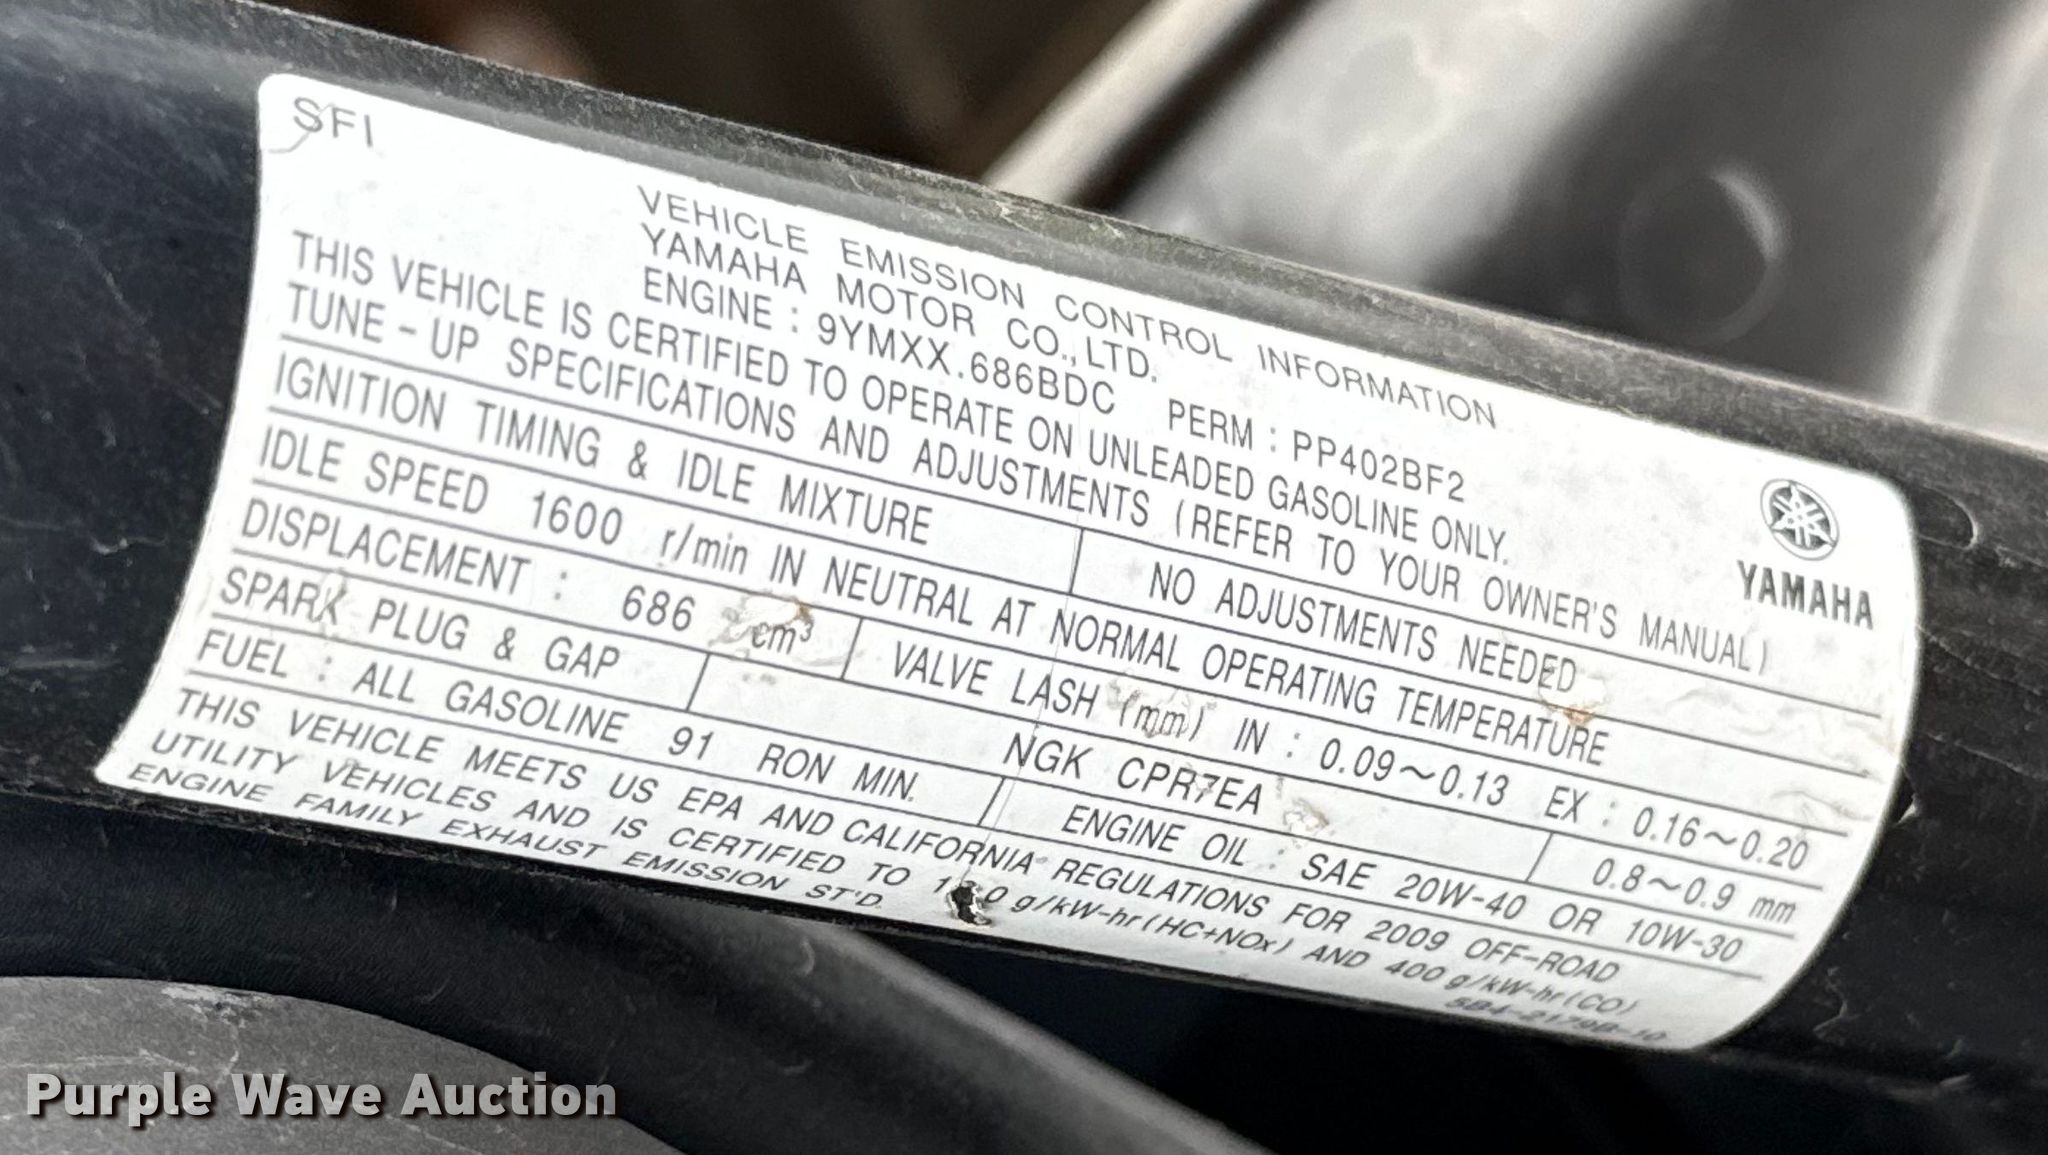 SFI
VEHICLE EMISSION CONTROL INFORMATION
YAMAHA MOTOR CO., LTD.
ENGINE : 9YMXX.686BDC PERM : PP402BF2
THIS VEHICLE IS CERTIFIED TO OPERATE ON UNLEADED GASOLINE ONLY.
TUNE-UP SPECIFICATIONS AND ADJUSTMENTS (REFER TO YOUR OWNER'S MANUAL)
YAMAHA
IGNITION TIMING & IDLE MIXTURE NO ADJUSTMENTS NEEDED
IDLE SPEED 1600 r/min IN NEUTRAL AT NORMAL OPERATING TEMPERATURE
DISPLACEMENT : 686 cm³ VALVE LASH (mm) IN : 0.09~0.13 EX : 0.16~0.20
SPARK PLUG & GAP NGK CPR7EA 0.8~0.9 mm
FUEL : ALL GASOLINE 91 RON MIN. ENGINE OIL : SAE 20W-40 OR 10W-30
THIS VEHICLE MEETS US EPA AND CALIFORNIA REGULATIONS FOR 2009 OFF-ROAD
UTILITY VEHICLES AND IS CERTIFIED TO g/kW-hr(HC+NOx) AND 400 g/kW-hr(CO)
ENGINE FAMILY EXHAUST EMISSION ST'D.
5B4-2179B-10
Purple Wave Auction